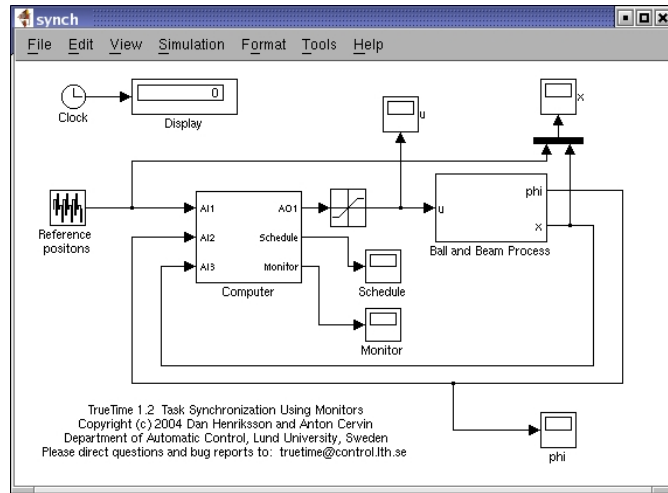 synch
File Edit View Simulation Format Tools Help
0
Clock
Display
u
x
Reference
positons
AI1
AI2
AI3
AO1
Schedule
Monitor
Computer
u
phi
x
Ball and Beam Process
Schedule
Monitor
phi
TrueTime 1.2 Task Synchronization Using Monitors
Copyright (c) 2004 Dan Henriksson and Anton Cervin
Department of Automatic Control, Lund University, Sweden
Please direct questions and bug reports to: truetime@control.lth.se